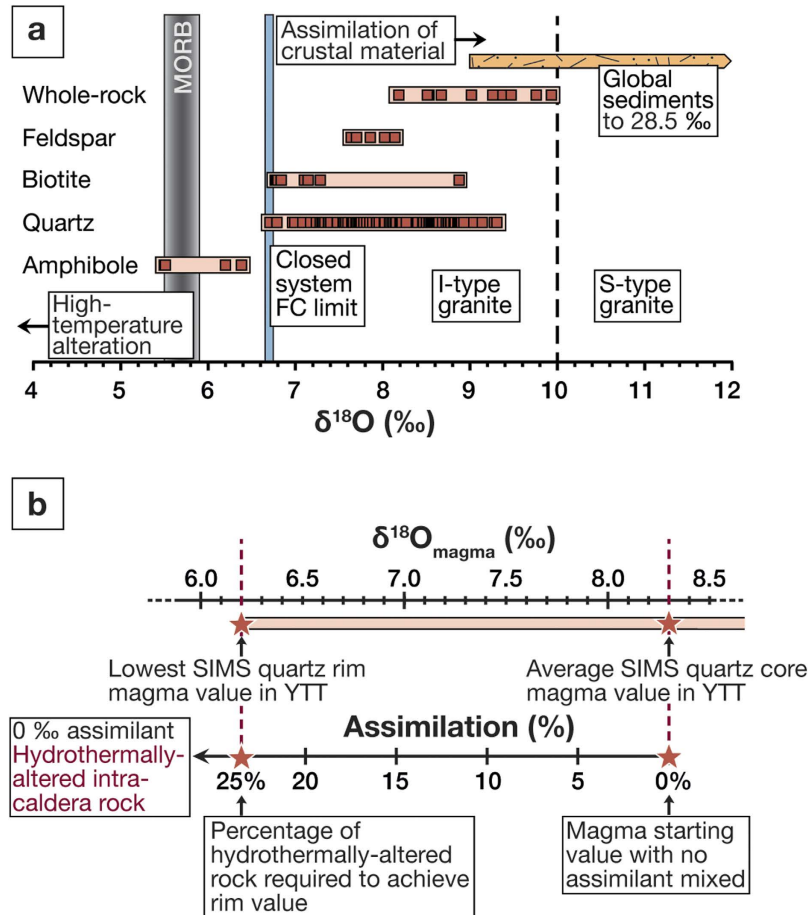 a
MORB
Assimilation of
crustal material
Whole-rock
Global
sediments
to 28.5 ‰
Feldspar
Biotite
Quartz
Amphibole
Closed
system
FC limit
I-type
granite
S-type
granite
High-
temperature
alteration
4 5 6 7 8 9 10 11 12
δ¹⁸O (‰)
b
δ¹⁸Omagma (‰)
6.0 6.5 7.0 7.5 8.0 8.5
Lowest SIMS quartz rim
magma value in YTT
Average SIMS quartz core
magma value in YTT
Assimilation (%)
0 ‰ assimilant
Hydrothermally-
altered intra-
caldera rock
25% 20 15 10 5 0%
Percentage of
hydrothermally-altered
rock required to achieve
rim value
Magma starting
value with no
assimilant mixed